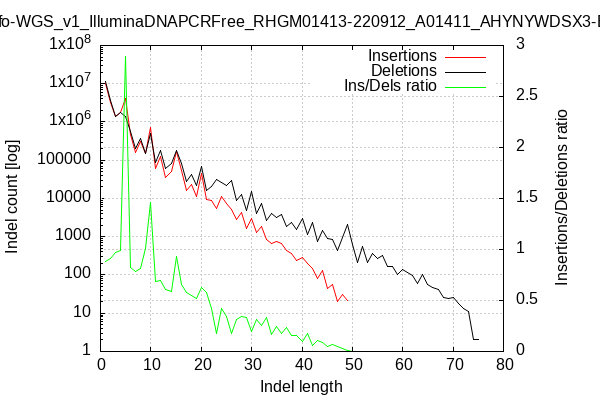 fo-WGS_v1_IlluminaDNAPCRFree_RHGM01413-220912_A01411_AHYNYWDSX3-E
Insertions
Deletions
Ins/Dels ratio
1x10^8
1x10^7
1x10^6
100000
10000
1000
100
10
1
3
2.5
2
1.5
1
0.5
0
0 10 20 30 40 50 60 70 80
Indel length
Indel count [log]
Insertions/Deletions ratio